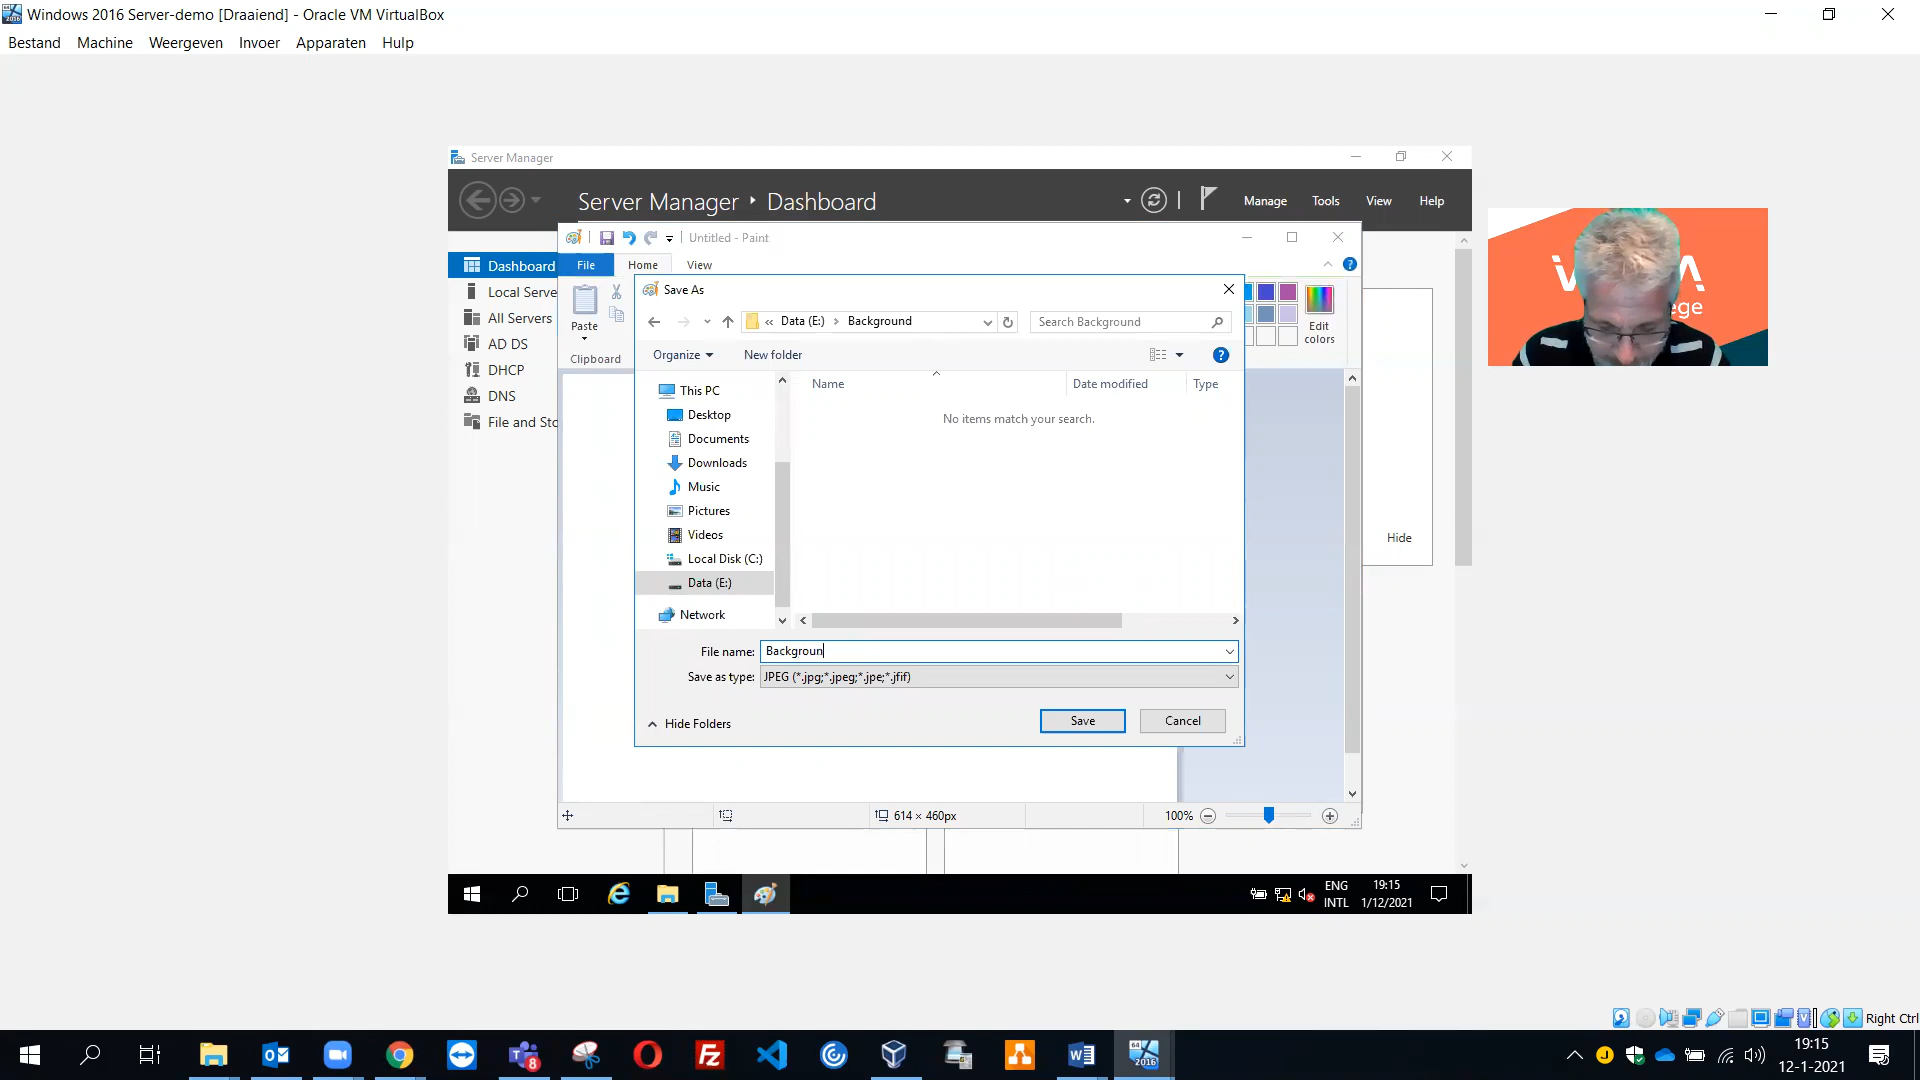 Windows 2016 Server-demo [Draaiend] - Oracle VM VirtualBox
Bestand Machine Weergeven Invoer Apparaten Hulp
Server Manager
Server Manager Dashboard
Manage Tools View Help
Untitled - Paint
File Home View
Dashboard
Local Serve
All Servers
AD DS
DHCP
DNS
File and Sto
Paste
Clipboard
Edit
colors
Save As
« Data (E:) Background
Search Background
Organize New folder
This PC
Desktop
Documents
Downloads
Music
Pictures
Videos
Local Disk (C:)
Data (E:)
Network
Name Date modified Type
No items match your search.
Hide
File name: Backgroun
Save as type: JPEG (*.jpg;*.jpeg;*.jpe;*.jfif)
Hide Folders
Save Cancel
614 × 460px
100%
ENG
INTL
19:15
1/12/2021
Right Ctrl
8
64
2016
19:15
12-1-2021